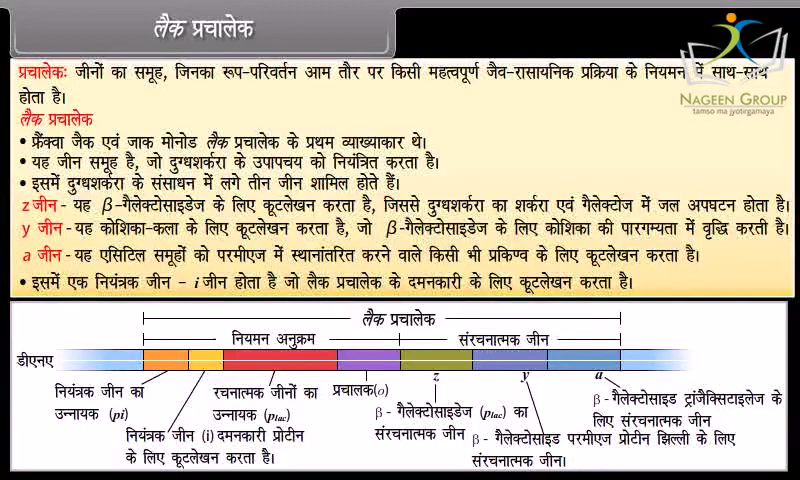 लैक प्रचालेक
प्रचालेकः जीनों का समूह, जिनका रूप-परिवर्तन आम तौर पर किसी महत्वपूर्ण जैव-रासायनिक प्रक्रिया के नियमन में साथ-साथ
होता है।
लैक प्रचालेक
• फ्रैंक्वा जैक एवं जाक मोनोड लैक प्रचालेक के प्रथम व्याख्याकार थे।
• यह जीन समूह है, जो दुग्धशर्करा के उपापचय को नियंत्रित करता है।
• इसमें दुग्धशर्करा के संसाधन में लगे तीन जीन शामिल होते हैं।
z जीन - यह β-गैलेक्टोसाइडेज के लिए कूटलेखन करता है, जिससे दुग्धशर्करा का शर्करा एवं गैलेक्टोज में जल अपघटन होता है।
y जीन - यह कोशिका-कला के लिए कूटलेखन करता है, जो β-गैलेक्टोसाइडेज के लिए कोशिका की पारगम्यता में वृद्धि करती है।
a जीन - यह एसिटिल समूहों को परमीएज में स्थानांतरित करने वाले किसी भी प्रकिण्व के लिए कूटलेखन करता है।
• इसमें एक नियंत्रक जीन - i जीन होता है जो लैक प्रचालेक के दमनकारी के लिए कूटलेखन करता है।
NAGEEN GROUP
tamso ma jyotirgamaya
लैक प्रचालेक
नियमन अनुक्रम
संरचनात्मक जीन
डीएनए
नियंत्रक जीन का
उन्नायक (pi)
नियंत्रक जीन (i) दमनकारी प्रोटीन
के लिए कूटलेखन करता है।
रचनात्मक जीनों का
उन्नायक (plac)
प्रचालक(o)
z
β - गैलेक्टोसाइडेज (plac) का
संरचनात्मक जीन
y
β - गैलेक्टोसाइड परमीएज प्रोटीन झिल्ली के लिए
संरचनात्मक जीन।
a
β - गैलेक्टोसाइड ट्रांजैक्सिटाइलेज के
लिए संरचनात्मक जीन